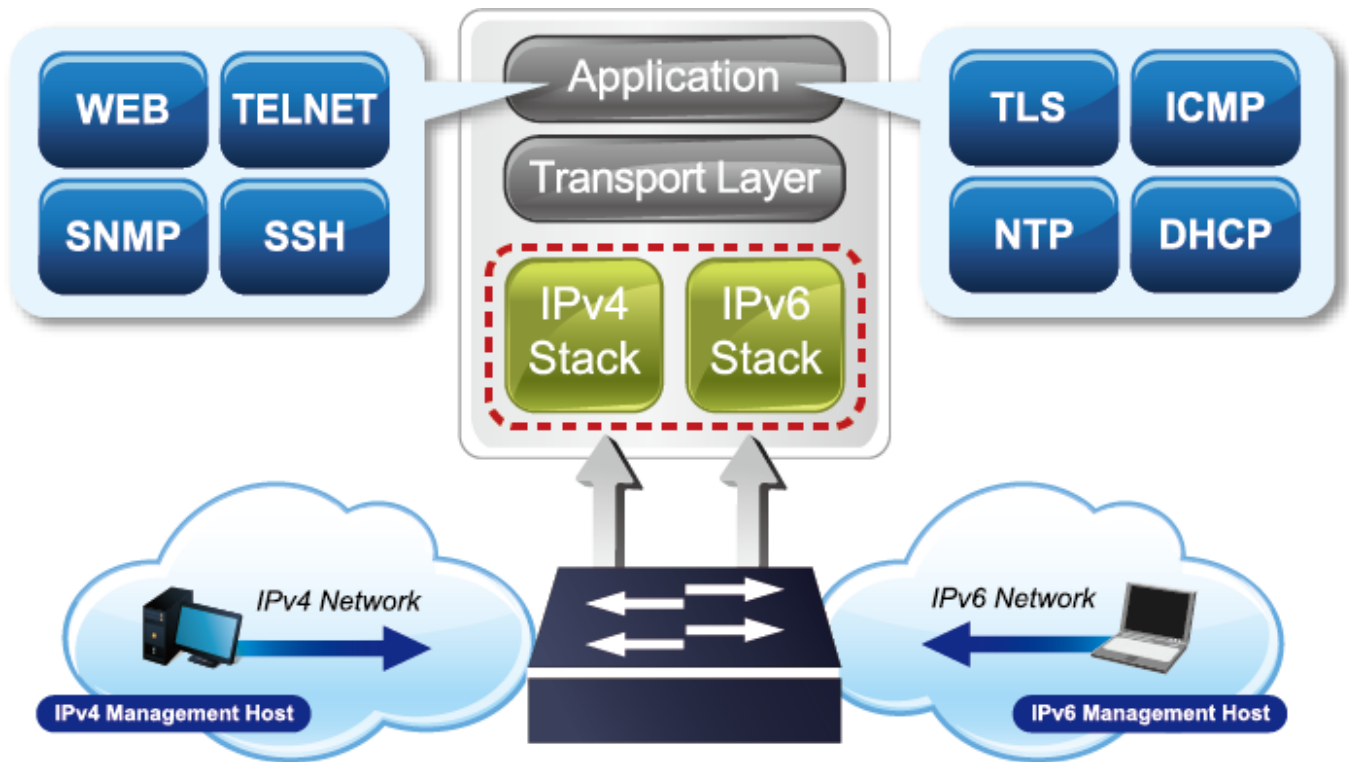 WEB
TELNET
SNMP
SSH
Application
Transport Layer
IPv4
Stack
IPv6
Stack
TLS
ICMP
NTP
DHCP
IPv4 Network
IPv4 Management Host
IPv6 Network
IPv6 Management Host